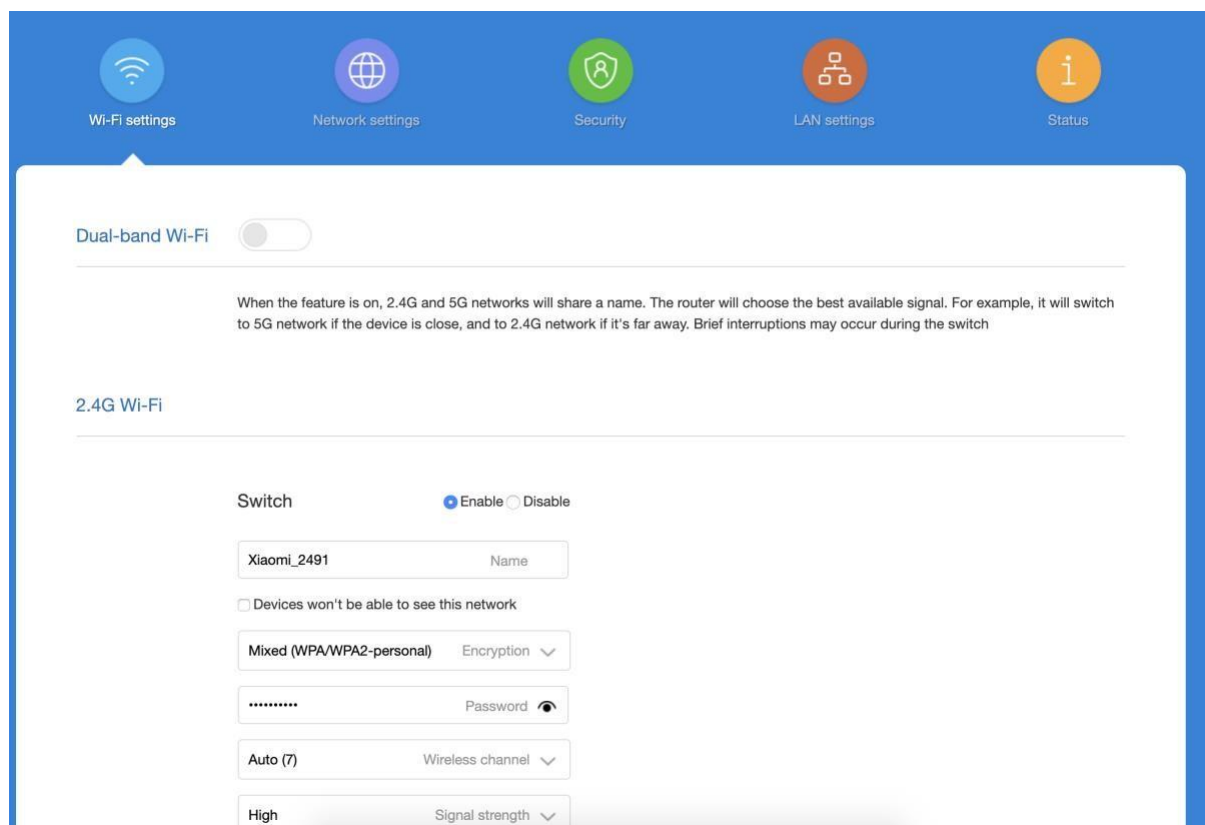 Wi-Fi settings
Network settings
Security
LAN settings
Status
Dual-band Wi-Fi
When the feature is on, 2.4G and 5G networks will share a name. The router will choose the best available signal. For example, it will switch
to 5G network if the device is close, and to 2.4G network if it's far away. Brief interruptions may occur during the switch
2.4G Wi-Fi
Switch Enable Disable
Xiaomi_2491 Name
Devices won't be able to see this network
Mixed (WPA/WPA2-personal) Encryption
•••••••••• Password
Auto (7) Wireless channel
High Signal strength